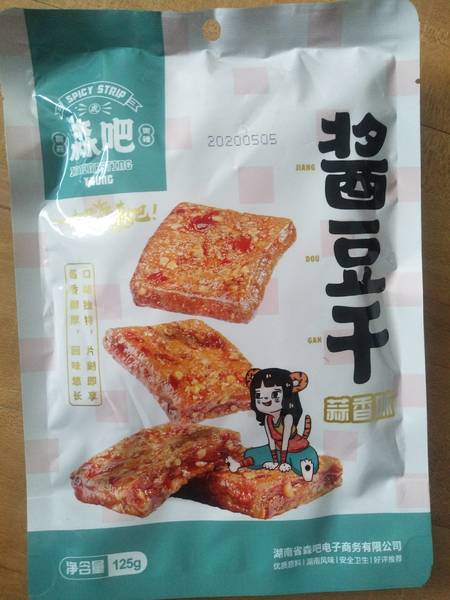 SPICY STRIP
淼吧
YOUNG
20200505
酱豆干
JIANG
DOU
GAN
蒜香味
口味独特，片刻即享
酱香醇厚，回味悠长
净含量 125g
湖南省淼吧电子商务有限公司
优质原料 | 湖南风味 | 安全卫生 | 好评推荐